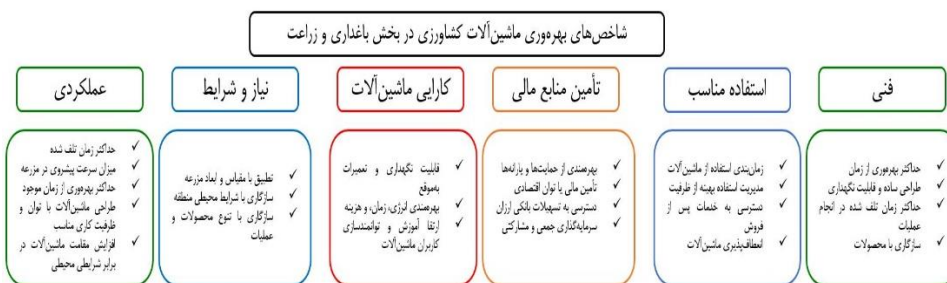 شاخص‌های بهره‌وری ماشین‌آلات کشاورزی در بخش باغداری و زراعت
فنی
حداکثر بهره‌وری از زمان
طراحی ساده و قابلیت نگهداری
حداکثر زمان تلف شده در انجام
عملیات
سازگاری با محصولات
استفاده مناسب
زمان‌بندی استفاده از ماشین‌آلات
مدیریت استفاده بهینه از ظرفیت
دسترسی به خدمات پس از
فروش
انعطاف‌پذیری ماشین‌آلات
تأمین منابع مالی
بهره‌مندی از حمایت‌ها و یارانه‌ها
تأمین مالی با توان اقتصادی
دسترسی به تسهیلات بانکی ارزان
سرمایه‌گذاری جمعی و مشارکتی
کارایی ماشین‌آلات
قابلیت نگهداری و تعمیرات
به‌موقع
بهره‌مندی انرژی، زمان، و هزینه
ارتقا آموزش و توانمندسازی
کاربران ماشین‌آلات
نیاز و شرایط
تطبیق با مقیاس و ابعاد مزرعه
سازگاری با شرایط محیطی منطقه
سازگاری با تنوع محصولات و
عملیات
عملکردی
حداکثر زمان تلف شده
میزان سرعت پیشروی در مزرعه
حداکثر بهره‌وری از زمان موجود
طراحی ماشین‌آلات با توان و
ظرفیت کاری مناسب
افزایش مقاومت ماشین‌آلات در
برابر شرایطی محیطی